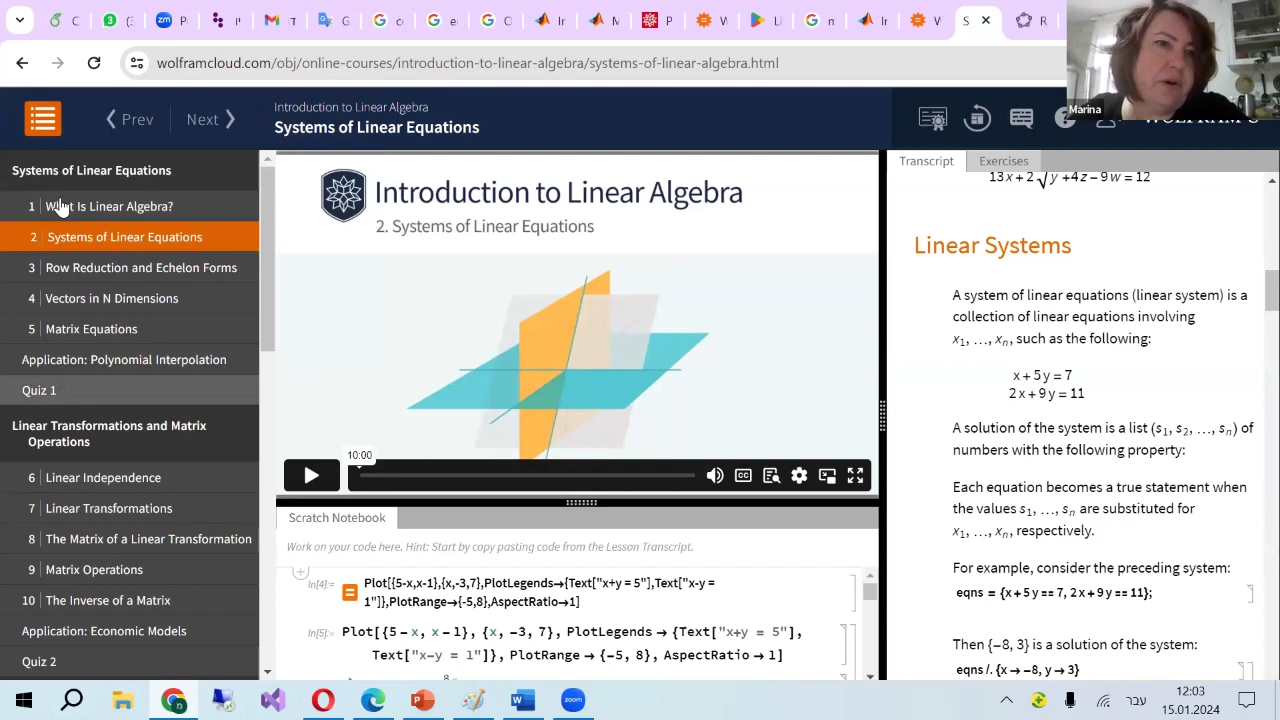 wolframcloud.com/obj/online-courses/introduction-to-linear-algebra/systems-of-linear-algebra.html
Marina
Prev
Next
Introduction to Linear Algebra
Systems of Linear Equations
Systems of Linear Equations
1 What Is Linear Algebra?
2 Systems of Linear Equations
3 Row Reduction and Echelon Forms
4 Vectors in N Dimensions
5 Matrix Equations
Application: Polynomial Interpolation
Quiz 1
Linear Transformations and Matrix
Operations
6 Linear Independence
7 Linear Transformations
8 The Matrix of a Linear Transformation
9 Matrix Operations
10 The Inverse of a Matrix
Application: Economic Models
Quiz 2
Introduction to Linear Algebra
2. Systems of Linear Equations
10:00
CC
Scratch Notebook
Work on your code here. Hint: Start by copy pasting code from the Lesson Transcript.
In[4]:= Plot[{5-x,x-1},{x,-3,7},PlotLegends→{Text["x+y = 5"],Text["x-y =
1"]},PlotRange→{-5,8},AspectRatio→1]
In[5]:= Plot[{5 − x, x − 1}, {x, −3, 7}, PlotLegends → {Text["x+y = 5"],
Text["x−y = 1"]}, PlotRange → {−5, 8}, AspectRatio → 1]
8
Transcript
Exercises
13x+2√y+4z−9w=12
Linear Systems
A system of linear equations (linear system) is a
collection of linear equations involving
x1, …, xn, such as the following:
x+5y=7
2x+9y=11
A solution of the system is a list (s1, s2, …, sn) of
numbers with the following property:
Each equation becomes a true statement when
the values s1, …, sn are substituted for
x1, …, xn, respectively.
For example, consider the preceding system:
eqns = {x+5y==7, 2x+9y==11};
Then {−8, 3} is a solution of the system:
eqns /. {x → −8, y → 3}
עבר
12:03
15.01.2024